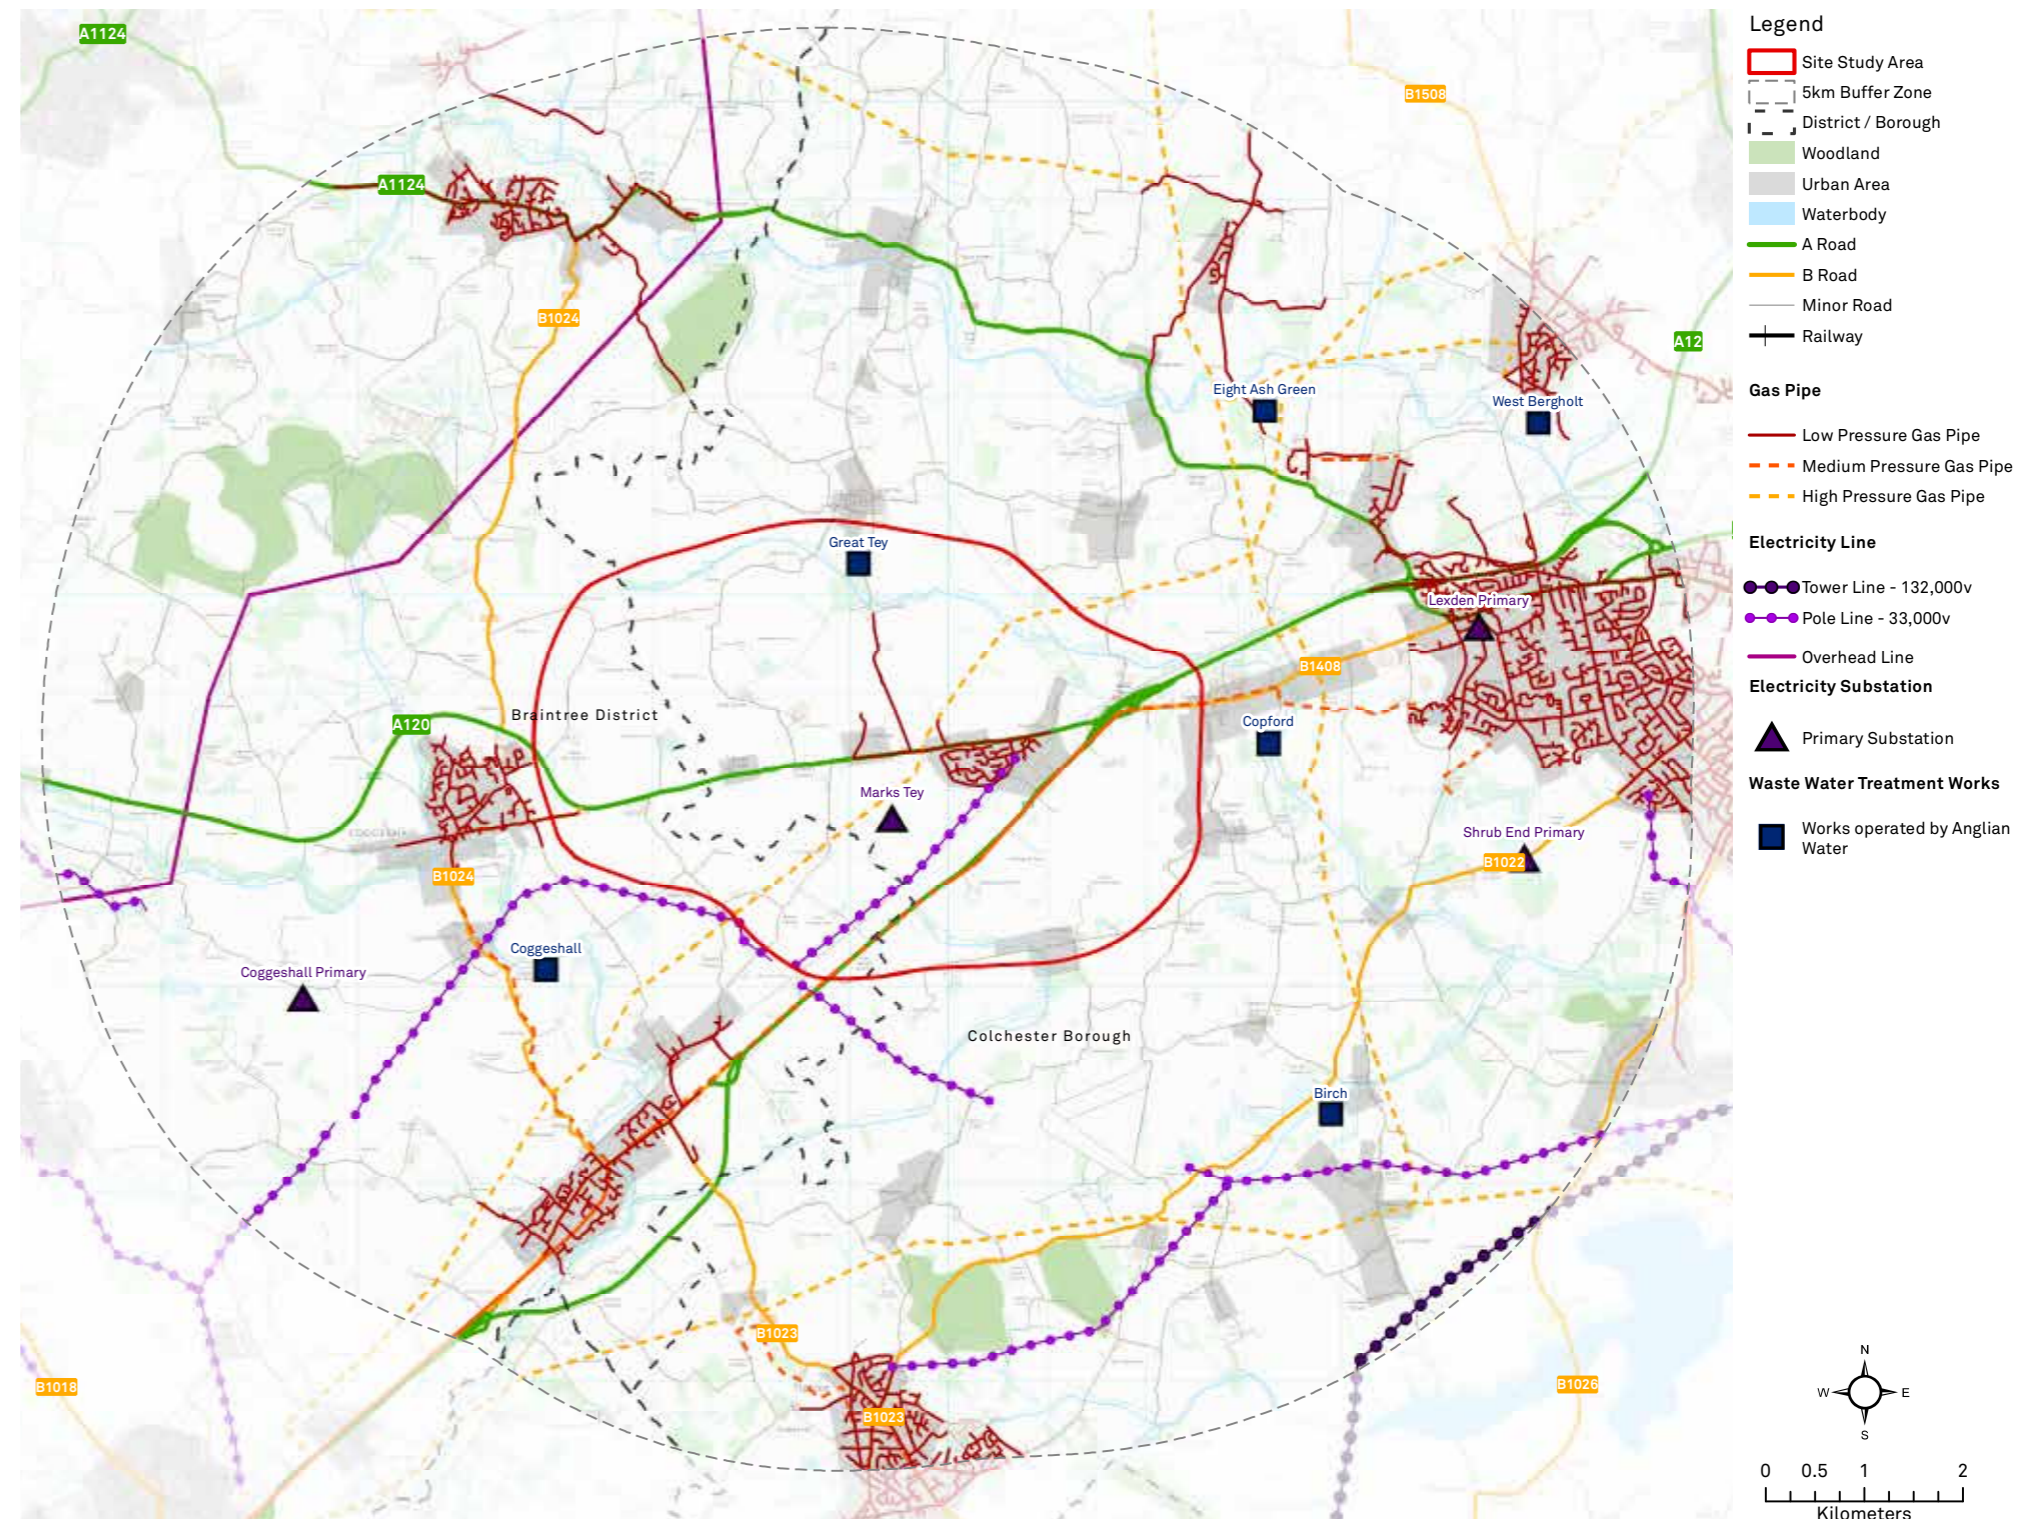 A1124
B1508
A1124
B1024
A12
Eight Ash Green
West Bergholt
Great Tey
Lexden Primary
B1408
Braintree District
A120
Copford
Marks Tey
Shrub End Primary
B1022
B1024
Coggeshall
Coggeshall Primary
Colchester Borough
Birch
B1023
B1018
B1026
B1023
Legend
Site Study Area
5km Buffer Zone
District / Borough
Woodland
Urban Area
Waterbody
A Road
B Road
Minor Road
Railway
Gas Pipe
Low Pressure Gas Pipe
Medium Pressure Gas Pipe
High Pressure Gas Pipe
Electricity Line
Tower Line - 132,000v
Pole Line - 33,000v
Overhead Line
Electricity Substation
Primary Substation
Waste Water Treatment Works
Works operated by Anglian
Water
N
W E
S
0 0.5 1 2
Kilometers